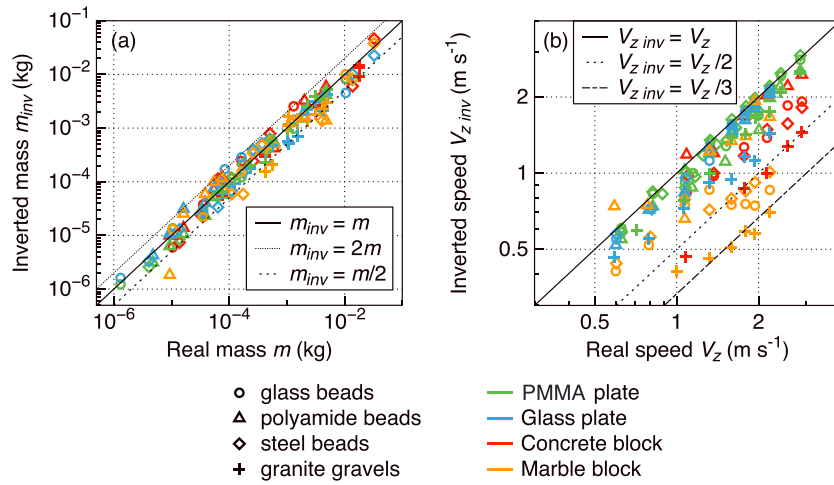 (a)
10⁻¹
10⁻²
10⁻³
10⁻⁴
10⁻⁵
10⁻⁶
Inverted mass m_inv (kg)
m_inv = m
m_inv = 2m
m_inv = m/2
10⁻⁶ 10⁻⁴ 10⁻²
Real mass m (kg)
(b)
V_z inv = V_z
V_z inv = V_z /2
V_z inv = V_z /3
2
1
0.5
Inverted speed V_z inv (m s⁻¹)
0.5 1 2
Real speed V_z (m s⁻¹)
glass beads
polyamide beads
steel beads
granite gravels
PMMA plate
Glass plate
Concrete block
Marble block